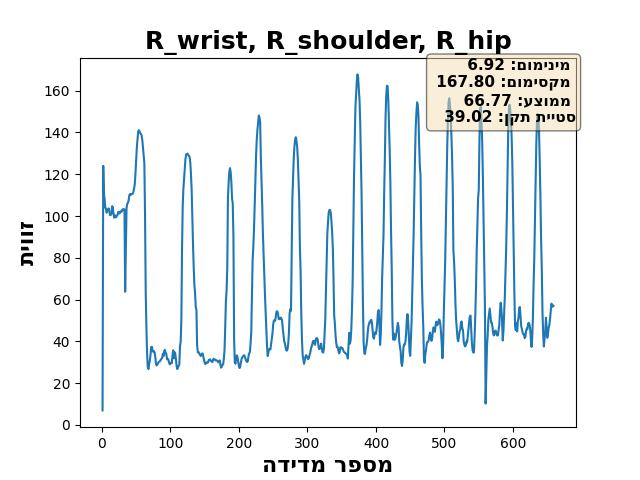 R_wrist, R_shoulder, R_hip
מינימום: 6.92
מקסימום: 167.80
ממוצע: 66.77
סטיית תקן: 39.02
זווית
160
140
120
100
80
60
40
20
0
0 100 200 300 400 500 600
מספר מדידה